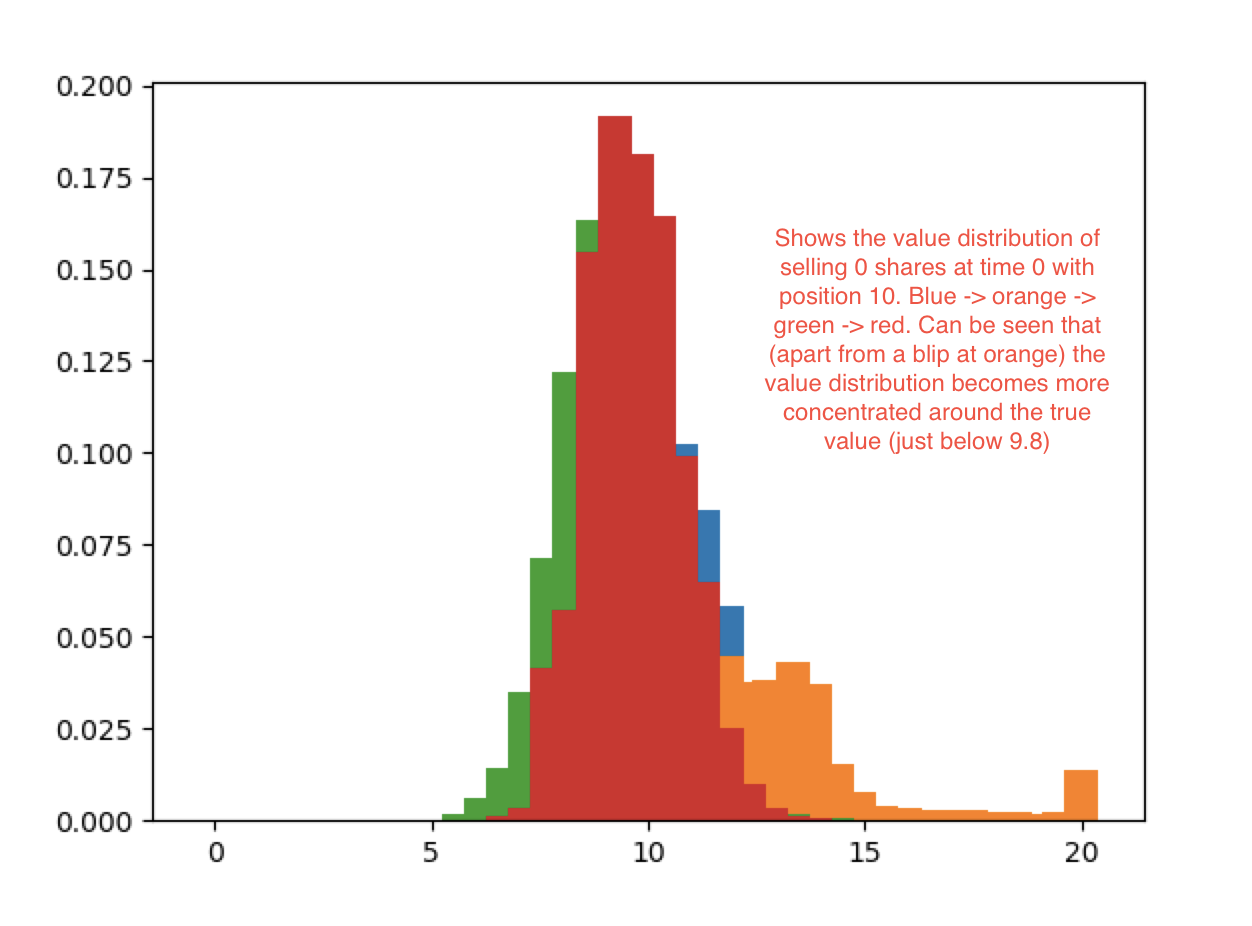 0.200
0.175
0.150
0.125
0.100
0.075
0.050
0.025
0.000
Shows the value distribution of
selling 0 shares at time 0 with
position 10. Blue -> orange ->
green -> red. Can be seen that
(apart from a blip at orange) the
value distribution becomes more
concentrated around the true
value (just below 9.8)
0 5 10 15 20